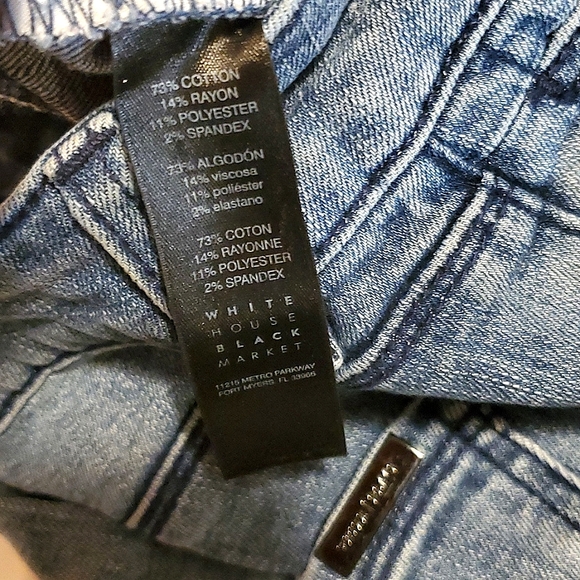 73% COTTON
14% RAYON
11% POLYESTER
2% SPANDEX
73% ALGODÓN
14% viscosa
11% poliéster
2% elastano
73% COTON
14% RAYONNE
11% POLYESTER
2% SPANDEX
WHITE
HOUSE
BLACK
MARKET
11215 METRO PARKWAY
FORT MYERS, FL 33966